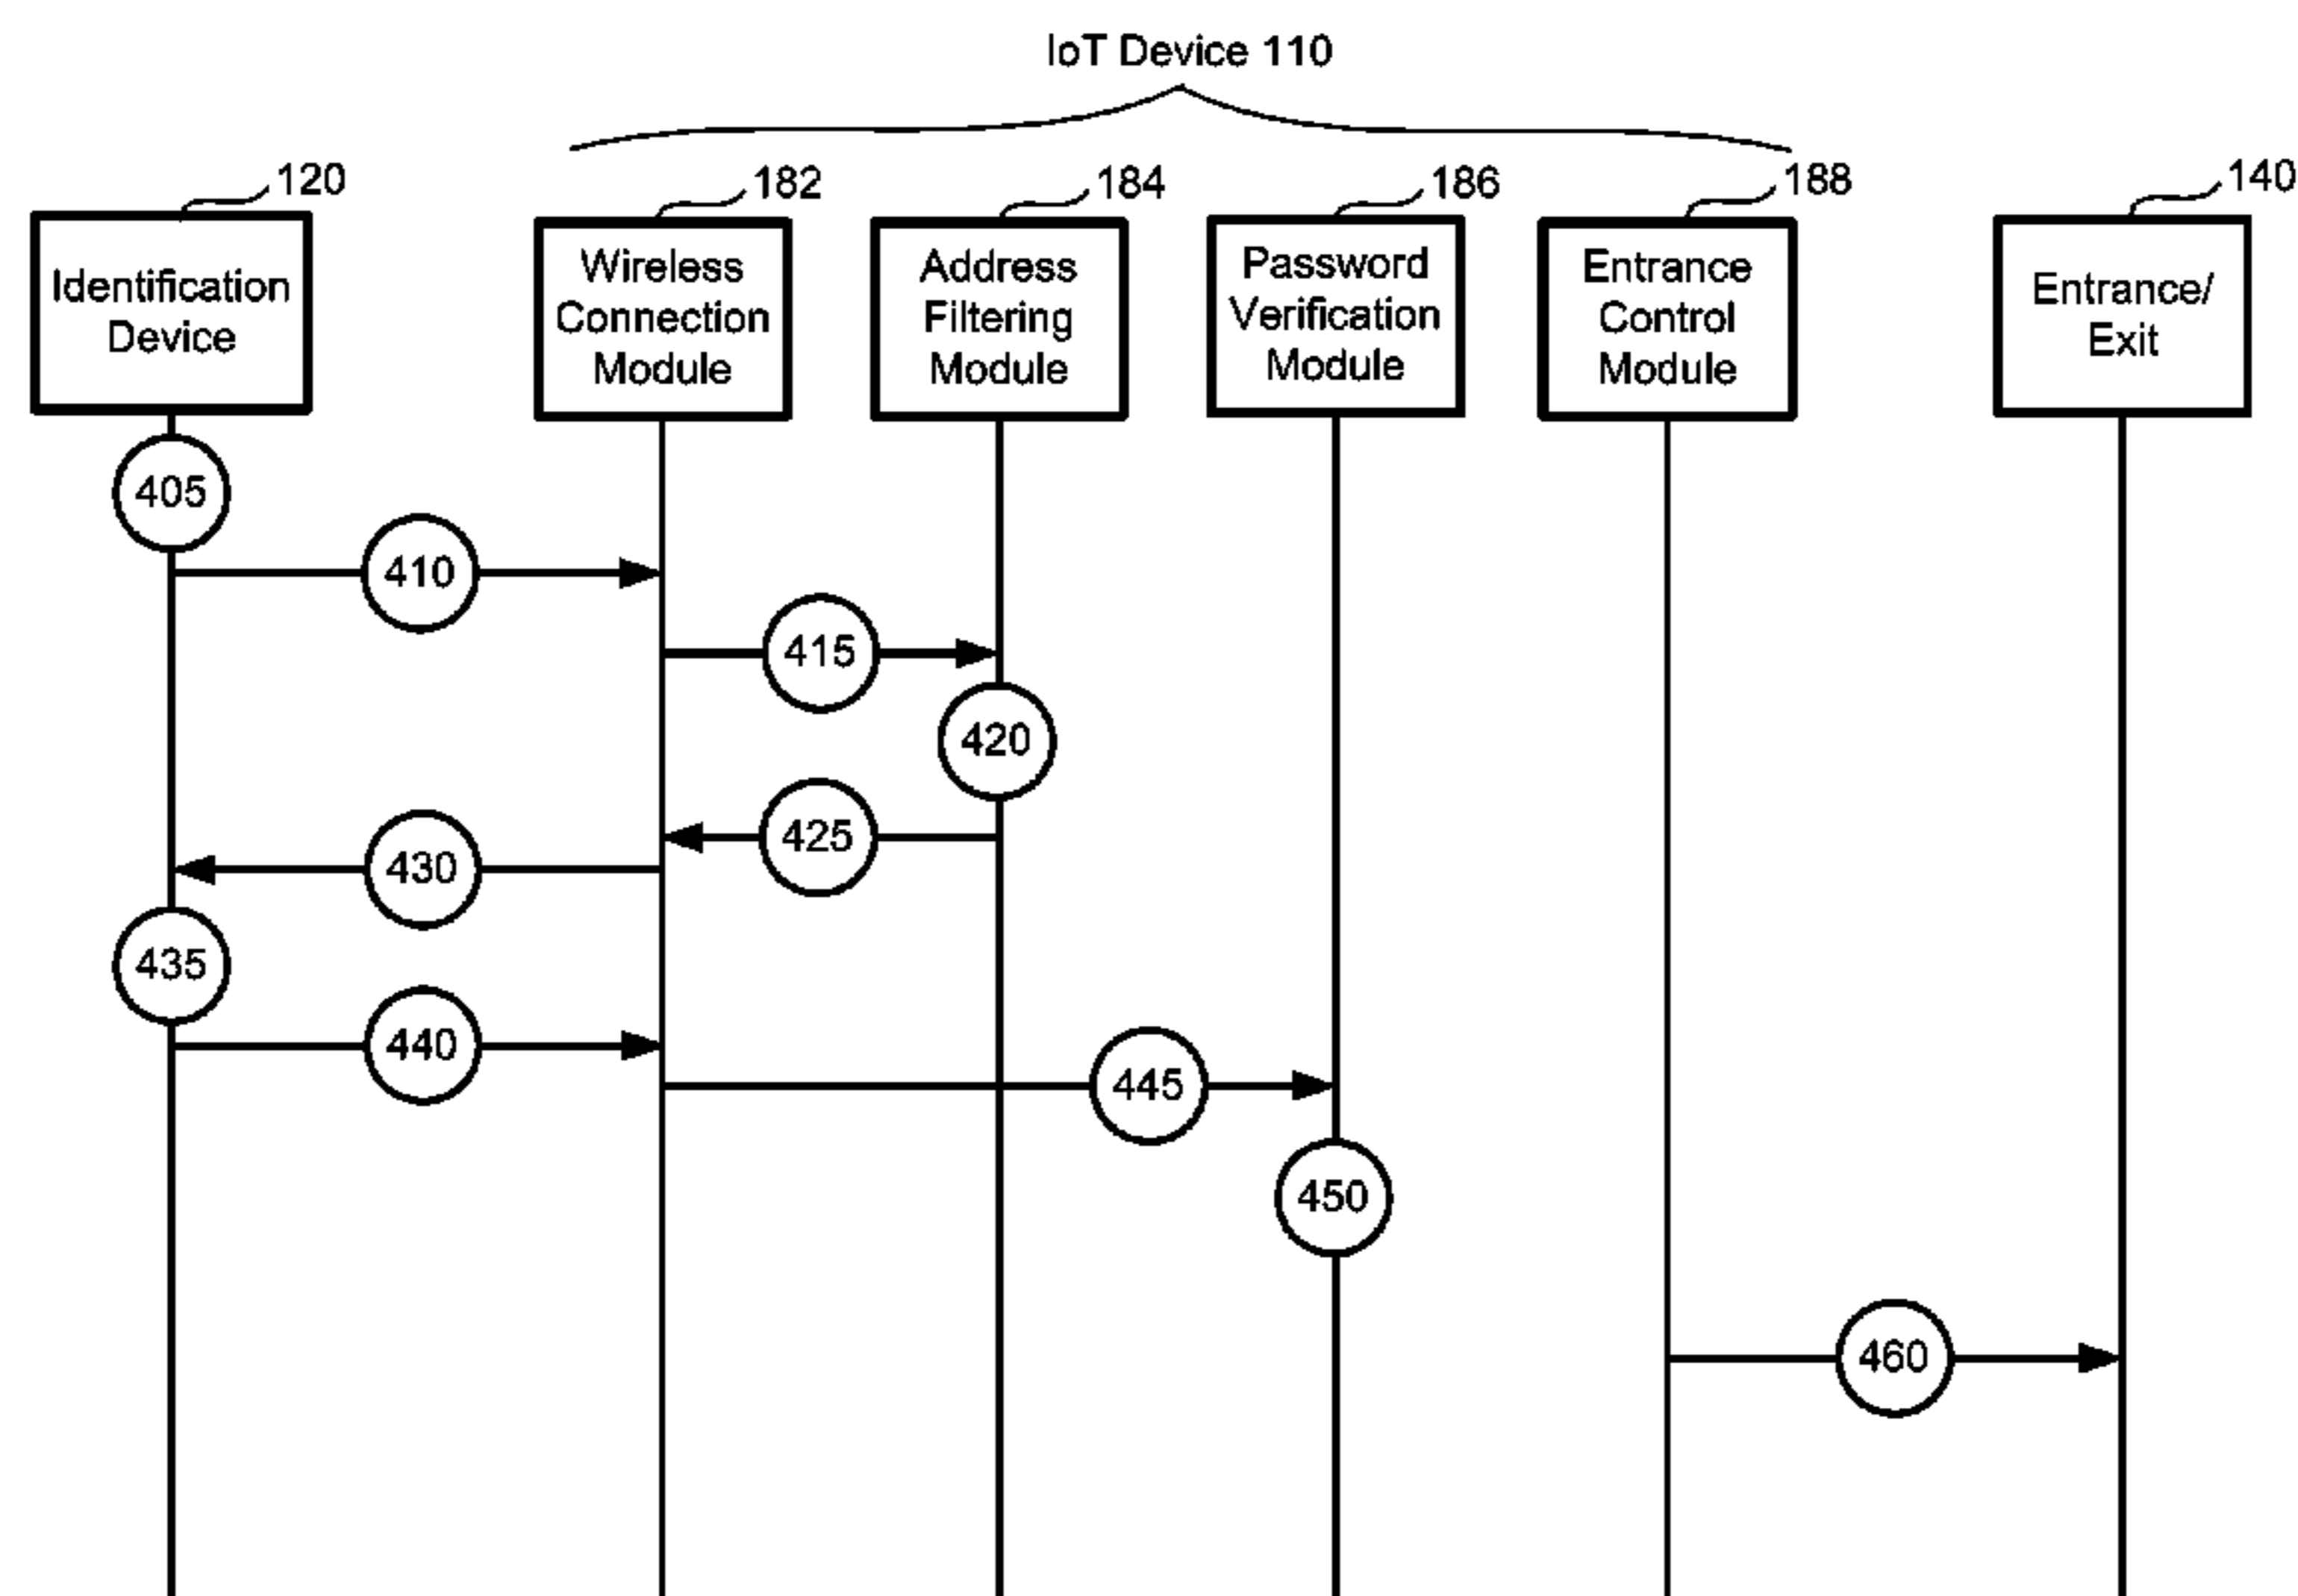 IoT Device 110
120
182
184
186
188
140
Identification
Device
Wireless
Connection
Module
Address
Filtering
Module
Password
Verification
Module
Entrance
Control
Module
Entrance/
Exit
405
410
415
420
425
430
435
440
445
450
460